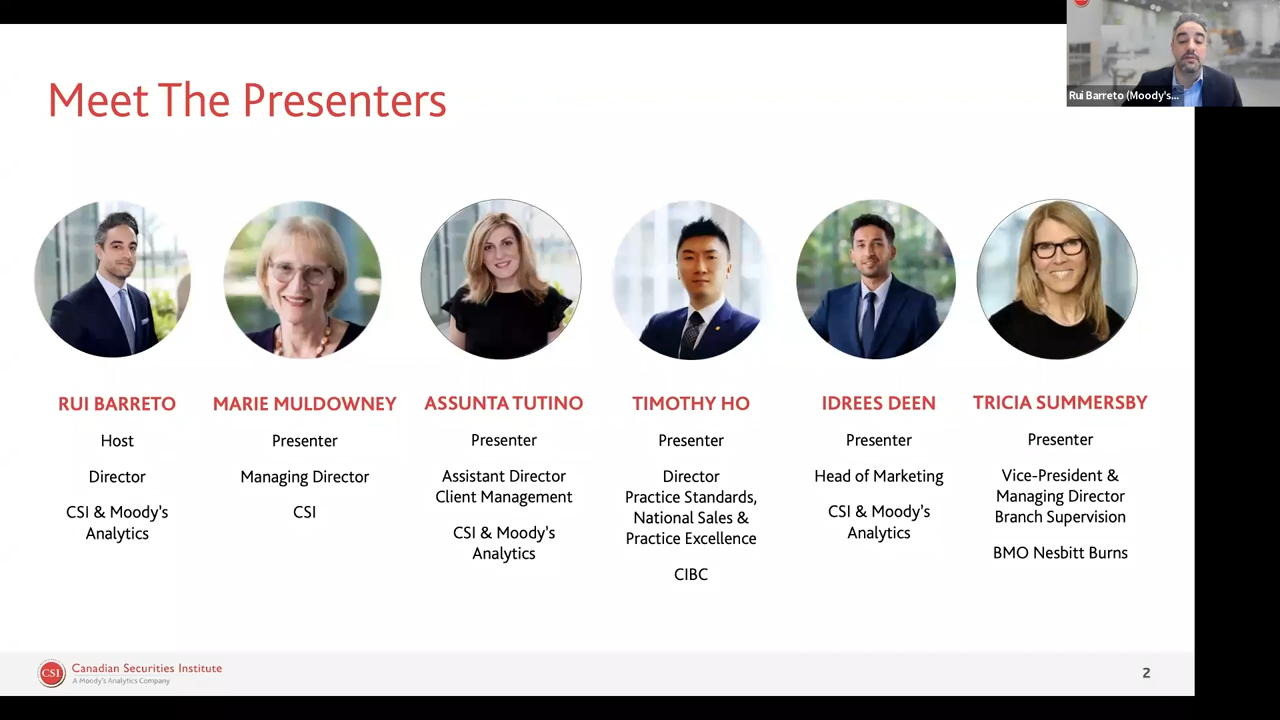 Meet The Presenters
Rui Barreto (Moody's...
RUI BARRETO
Host
Director
CSI & Moody's
Analytics
MARIE MULDOWNEY
Presenter
Managing Director
CSI
ASSUNTA TUTINO
Presenter
Assistant Director
Client Management
CSI & Moody's
Analytics
TIMOTHY HO
Presenter
Director
Practice Standards,
National Sales &
Practice Excellence
CIBC
IDREES DEEN
Presenter
Head of Marketing
CSI & Moody's
Analytics
TRICIA SUMMERSBY
Presenter
Vice-President &
Managing Director
Branch Supervision
BMO Nesbitt Burns
CSI
Canadian Securities Institute
A Moody's Analytics Company
2